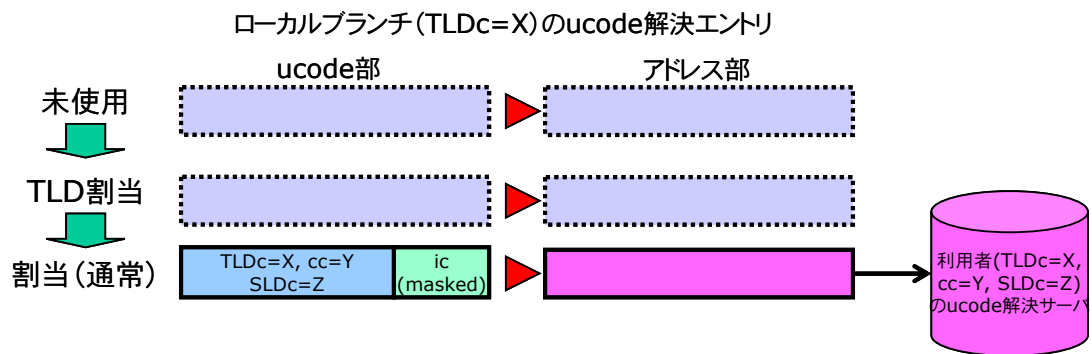 ローカルブランチ(TLDc=X)のucode解決エントリ
ucode部
アドレス部
未使用
TLD割当
割当(通常)
TLDc=X, cc=Y
SLDc=Z
ic
(masked)
利用者(TLDc=X,
cc=Y, SLDc=Z)
のucode解決サーバ